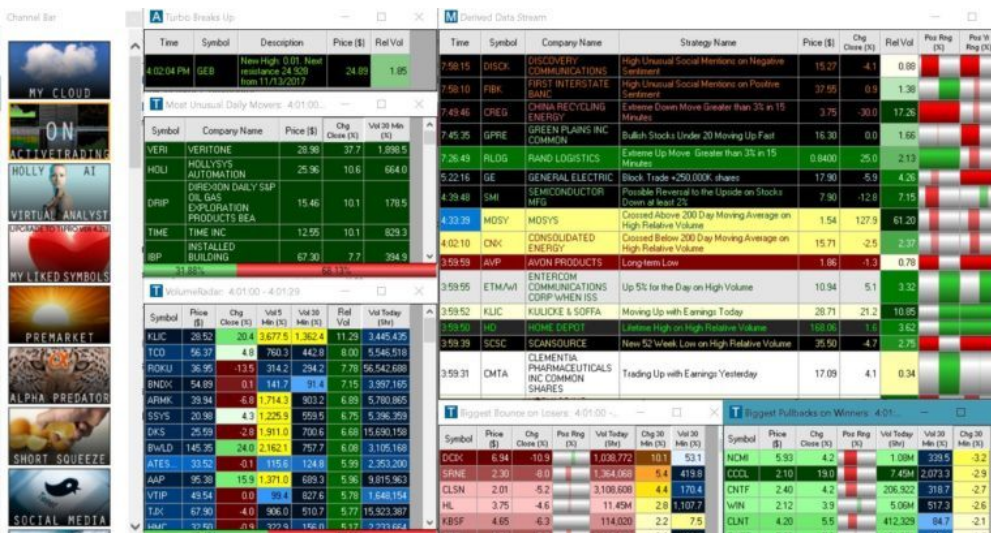 Channel Bar
MY CLOUD
ON
ACTIVETRADING
HOLLY AI
VIRTUAL ANALYST
MY LIKED SYMBOLS
PREMARKET
ALPHA PREDATOR
SHORT SQUEEZE
SOCIAL MEDIA
A Turbo Breaks Up
Time Symbol Description Price ($) Rel Vol
4:02:04 PM GEB New High: 0.01. Next resistance 24.928 from 11/13/2017 24.89 1.85
T Most Unusual Daily Movers: 4:01:00...
Symbol Company Name Price ($) Chg Close (%) Vol 30 Min (%)
VERI VERITONE 28.98 37.7 1,898.5
HOLI HOLLYSYS AUTOMATION 25.96 10.6 664.0
DRIP DIREXION DAILY S&P OIL GAS EXPLORATION PRODUCTS BEA 15.46 10.1 178.5
TIME TIME INC 12.55 10.1 829.3
IBP INSTALLED BUILDING 67.30 7.7 394.9
31.88% 68.13%
T VolumeRadar: 4:01:00 - 4:01:29
Symbol Price ($) Chg Close (%) Vol 5 Min (%) Vol 30 Min (%) Rel Vol Vol Today (Shr)
KLIC 28.52 20.4 3,677.5 1,362.4 11.29 3,445,435
TCO 56.37 4.8 760.3 442.8 8.00 5,546,518
ROKU 36.95 -13.5 314.2 294.2 7.78 56,542,688
BNDX 54.89 0.1 141.7 91.4 7.15 3,997,165
ARMK 39.94 -6.8 1,714.3 903.2 6.89 5,780,865
SSYS 20.98 4.3 1,225.9 559.5 6.75 5,396,359
DKS 25.59 -2.8 1,911.0 700.6 6.68 15,690,158
BWLD 145.35 24.0 2,162.1 757.7 6.08 3,105,168
ATES... 33.52 -0.1 115.6 124.8 5.99 2,353,200
AAP 95.38 15.9 1,371.0 689.3 5.96 9,815,963
VTIP 49.54 0.0 99.4 827.6 5.78 1,648,154
TJX 67.90 -4.0 906.0 510.7 5.77 15,923,387
HMC 32.50 -0.9 322.9 156.0 5.17 2,233,664
M Derived Data Stream
Time Symbol Company Name Strategy Name Price ($) Chg Close (%) Rel Vol Pos Rng (%)
7:58:15 DISCK DISCOVERY COMMUNICATIONS High Unusual Social Mentions on Negative Sentiment 15.27 -4.1 0.88
7:58:10 FIBK FIRST INTERSTATE BANC High Unusual Social Mentions on Positive Sentiment 37.55 0.9 1.38
7:49:46 CREG CHINA RECYCLING ENERGY Extreme Down Move Greater than 3% in 15 Minutes 3.75 -30.0 17.26
7:45:35 GPRE GREEN PLAINS INC COMMON Bullish Stocks Under 20 Moving Up Fast 16.30 0.0 1.66
7:26:49 RLOG RAND LOGISTICS Extreme Up Move Greater than 3% in 15 Minutes 0.8400 25.0 2.13
5:22:16 GE GENERAL ELECTRIC Block Trade +250,000K shares 17.90 -5.9 4.26
4:39:48 SMI SEMICONDUCTOR MFG Possible Reversal to the Upside on Stocks Down at least 2% 7.90 -12.8 7.15
4:33:39 MOSY MOSYS Crossed Above 200 Day Moving Average on High Relative Volume 1.54 127.9 61.20
4:02:10 CNX CONSOLIDATED ENERGY Crossed Below 200 Day Moving Average on High Relative Volume 15.71 -2.5 2.37
3:59:59 AVP AVON PRODUCTS Long-term Low 1.86 -1.3 0.78
3:59:55 ETM/WI ENTERCOM COMMUNICATIONS CORP WHEN ISS Up 5% for the Day on High Volume 10.94 5.1 3.32
3:59:52 KLIC KULICKE & SOFFA Moving Up with Earnings Today 28.71 21.2 10.85
3:59:50 HD HOME DEPOT Lifetime High on High Relative Volume 168.06 1.6 3.62
3:59:39 SCSC SCANSOURCE New 52 Week Low on High Relative Volume 35.50 -4.7 2.75
3:59:31 CMTA CLEMENTIA PHARMACEUTICALS INC COMMON SHARES Trading Up with Earnings Yesterday 17.09 4.1 0.34
T Biggest Bounce on Losers: 4:01:00 -...
Symbol Price ($) Chg Close (%) Pos Rng (%) Vol Today (Shr) Chg 30 Min (%) Vol 30 Min (%)
DCIX 6.94 -10.9 1,038,772 10.1 53.1
SRNE 2.30 -8.0 1,364,068 5.4 419.8
CLSN 2.01 -5.2 3,108,608 4.4 170.4
HL 3.75 -4.6 11.45M 2.8 1,107.7
KBSF 4.65 -6.3 114,020 2.2 7.5
T Biggest Pullbacks on Winners: 4:01:...
Symbol Price ($) Chg Close (%) Pos Rng (%) Vol Today (Shr) Vol 30 Min (%) Chg 30 Min (%)
NCMI 5.93 4.2 1.08M 339.5 -3.2
CCCL 2.10 19.0 7.45M 2,073.3 -2.9
CNTF 2.40 4.2 206,922 318.7 -2.7
WIN 2.12 3.9 5.06M 517.3 -2.6
CLNT 4.20 5.5 412,329 84.7 -2.1